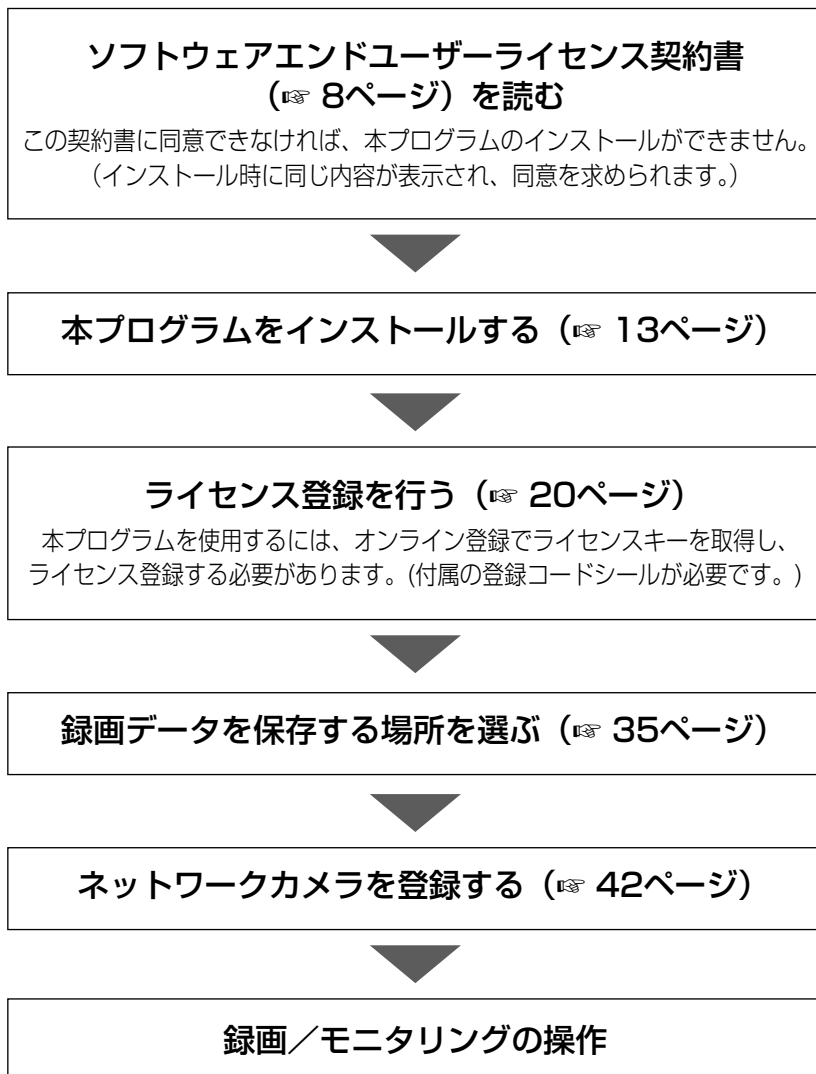 ソフトウェアエンドユーザーライセンス契約書
(☞ 8ページ) を読む
この契約書に同意できなければ、本プログラムのインストールができません。
(インストール時に同じ内容が表示され、同意を求められます。)
本プログラムをインストールする (☞ 13ページ)
ライセンス登録を行う (☞ 20ページ)
本プログラムを使用するには、オンライン登録でライセンスキーを取得し、
ライセンス登録する必要があります。(付属の登録コードシールが必要です。)
録画データを保存する場所を選ぶ (☞ 35ページ)
ネットワークカメラを登録する (☞ 42ページ)
録画／モニタリングの操作